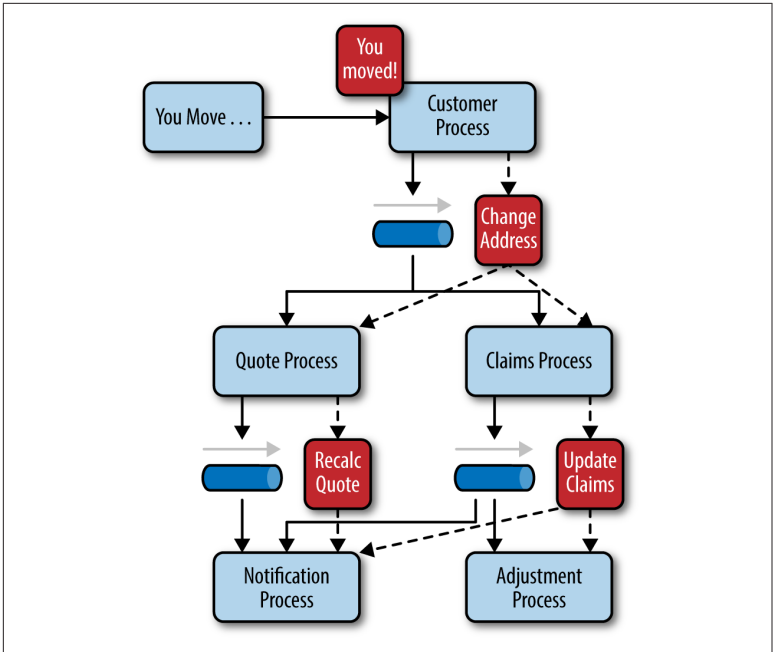 You
moved!
You Move . . .
Customer
Process
Change
Address
Quote Process
Claims Process
Recalc
Quote
Update
Claims
Notification
Process
Adjustment
Process